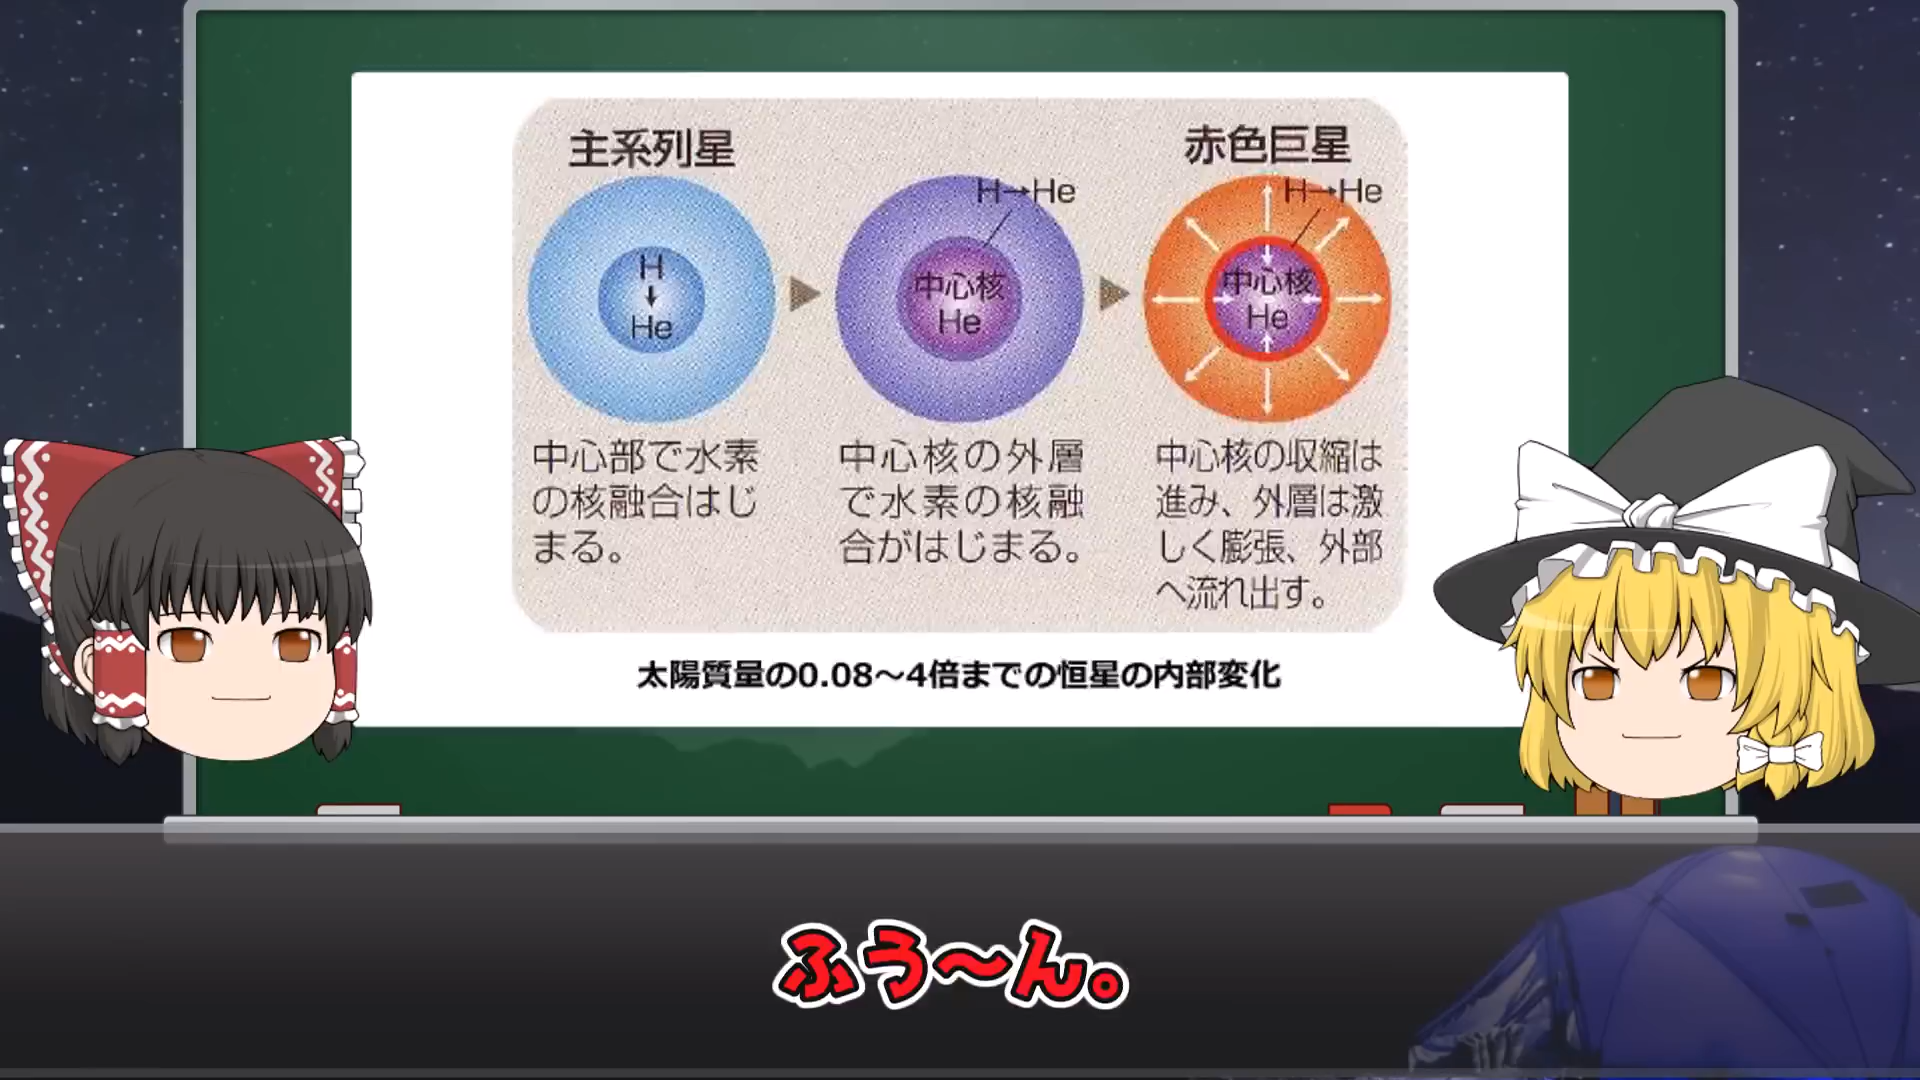 主系列星
赤色巨星
H→He
H→He
H
↓
He
中心核
He
中心核
He
中心部で水素
の核融合はじ
まる。
中心核の外層
で水素の核融
合がはじまる。
中心核の収縮は
進み、外層は激
しく膨張、外部
へ流れ出す。
太陽質量の0.08～4倍までの恒星の内部変化
ふう～ん。